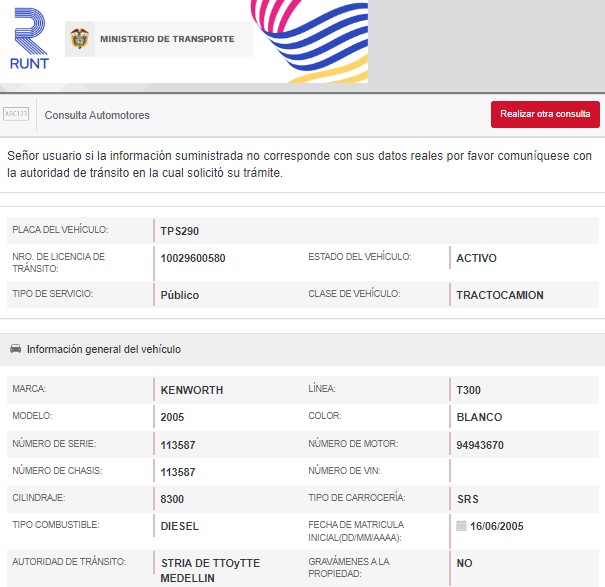 RUNT
MINISTERIO DE TRANSPORTE
ABC123
Consulta Automotores
Realizar otra consulta
Señor usuario si la información suministrada no corresponde con sus datos reales por favor comuníquese con
la autoridad de tránsito en la cual solicitó su trámite.
PLACA DEL VEHÍCULO: TPS290
NRO. DE LICENCIA DE
TRÁNSITO: 10029600580 ESTADO DEL VEHÍCULO: ACTIVO
TIPO DE SERVICIO: Público CLASE DE VEHÍCULO: TRACTOCAMION
Información general del vehículo
MARCA: KENWORTH LÍNEA: T300
MODELO: 2005 COLOR: BLANCO
NÚMERO DE SERIE: 113587 NÚMERO DE MOTOR: 94943670
NÚMERO DE CHASIS: 113587 NÚMERO DE VIN:
CILINDRAJE: 8300 TIPO DE CARROCERÍA: SRS
TIPO COMBUSTIBLE: DIESEL FECHA DE MATRICULA
INICIAL(DD/MM/AAAA): 16/06/2005
AUTORIDAD DE TRÁNSITO: STRIA DE TTOyTTE
MEDELLIN GRAVÁMENES A LA
PROPIEDAD: NO